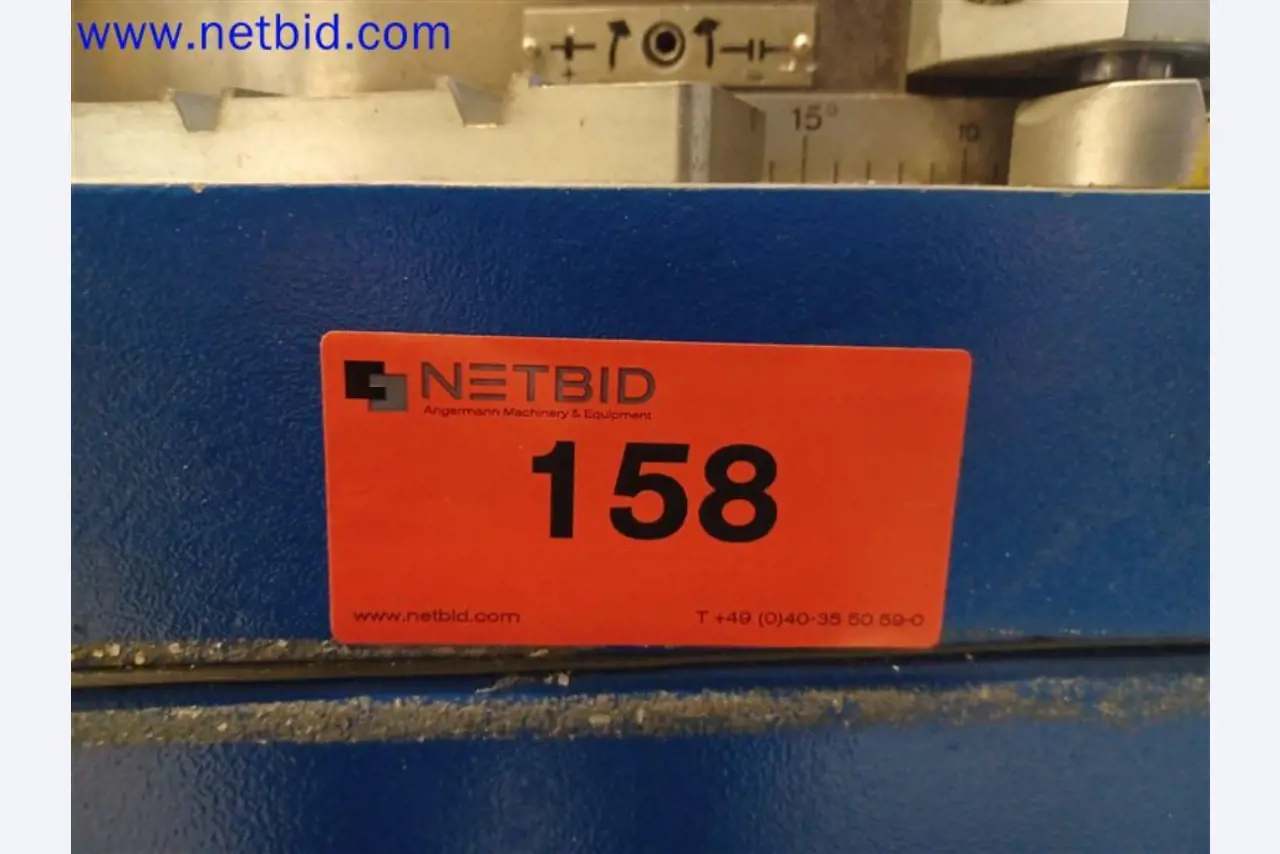 www.netbid.com
15°
10
NETBID
Angermann Machinery & Equipment
158
www.netbid.com
T +49 (0)40-35 50 59-0